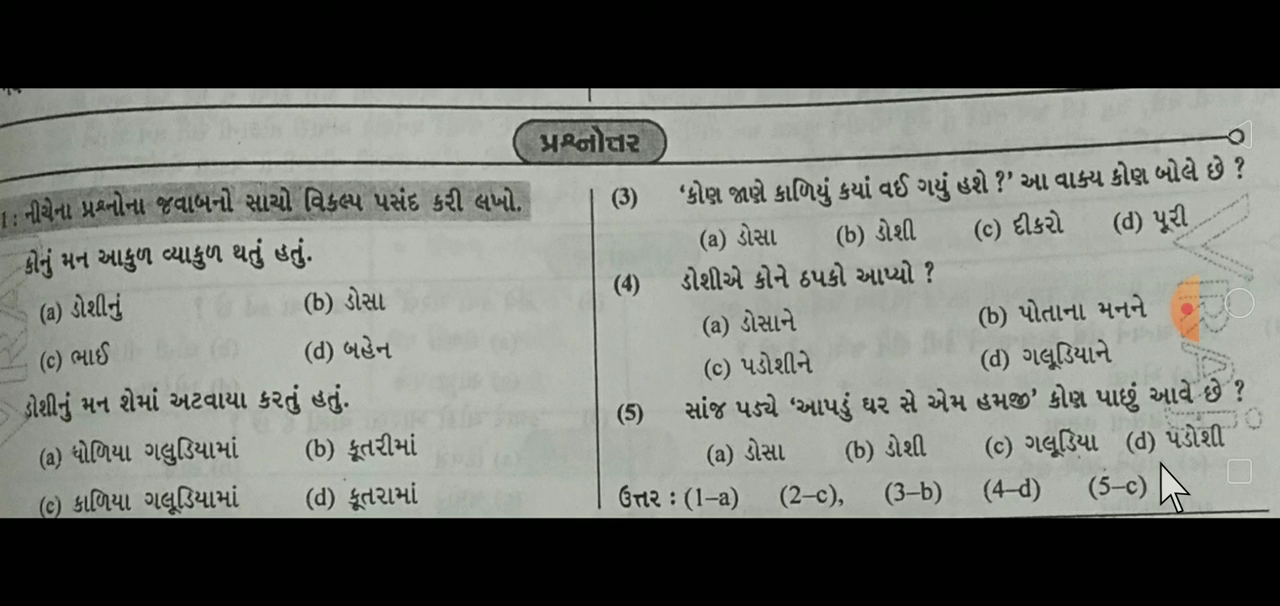 પ્રશ્નોત્તર
1: નીચેના પ્રશ્નોના જવાબનો સાચો વિકલ્પ પસંદ કરી લખો.
કોનું મન આકુળ વ્યાકુળ થતું હતું.
(a) ડોશીનું (b) ડોસા
(c) ભાઈ (d) બહેન
ડોશીનું મન શેમાં અટવાયા કરતું હતું.
(a) ધોળિયા ગલુડિયામાં (b) કૂતરીમાં
(c) કાળિયા ગલૂડિયામાં (d) કૂતરામાં
(3) ‘કોણ જાણે કાળિયું કયાં વઈ ગયું હશે ?’ આ વાક્ય કોણ બોલે છે ?
(a) ડોસા (b) ડોશી (c) દીકરો (d) પૂરી
(4) ડોશીએ કોને ઠપકો આપ્યો ?
(a) ડોસાને (b) પોતાના મનને
(c) પડોશીને (d) ગલૂડિયાને
(5) સાંજ પડ્યે ‘આપડું ઘર સે એમ હમજી’ કોણ પાછું આવે છે ?
(a) ડોસા (b) ડોશી (c) ગલૂડિયા (d) પડોશી
ઉત્તર : (1–a) (2–c), (3–b) (4–d) (5–c)